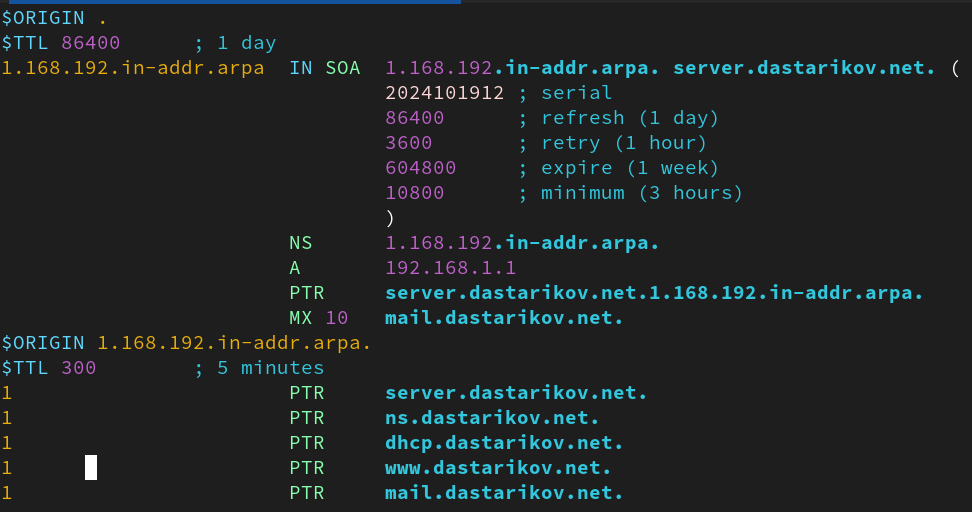 $ORIGIN .
$TTL 86400      ; 1 day
1.168.192.in-addr.arpa  IN SOA  1.168.192.in-addr.arpa. server.dastarikov.net. (
                                2024101912 ; serial
                                86400      ; refresh (1 day)
                                3600       ; retry (1 hour)
                                604800     ; expire (1 week)
                                10800      ; minimum (3 hours)
                                )
                        NS      1.168.192.in-addr.arpa.
                        A       192.168.1.1
                        PTR     server.dastarikov.net.1.168.192.in-addr.arpa.
                        MX 10   mail.dastarikov.net.
$ORIGIN 1.168.192.in-addr.arpa.
$TTL 300        ; 5 minutes
1                       PTR     server.dastarikov.net.
1                       PTR     ns.dastarikov.net.
1                       PTR     dhcp.dastarikov.net.
1                       PTR     www.dastarikov.net.
1                       PTR     mail.dastarikov.net.